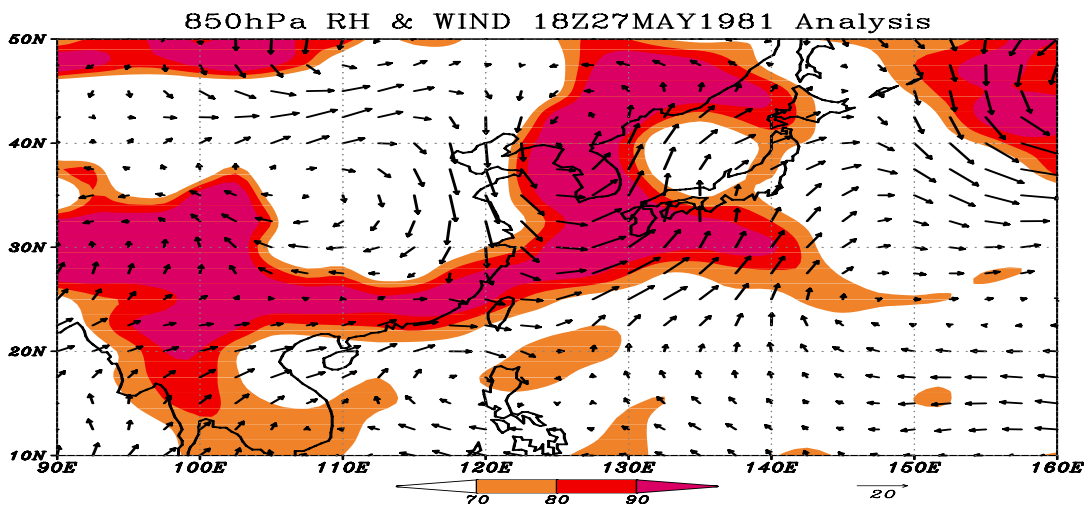 850hPa RH & WIND 18Z27MAY1981 Analysis
50N
40N
30N
20N
10N
90E 100E 110E 120E 130E 140E 150E 160E
70 80 90
20